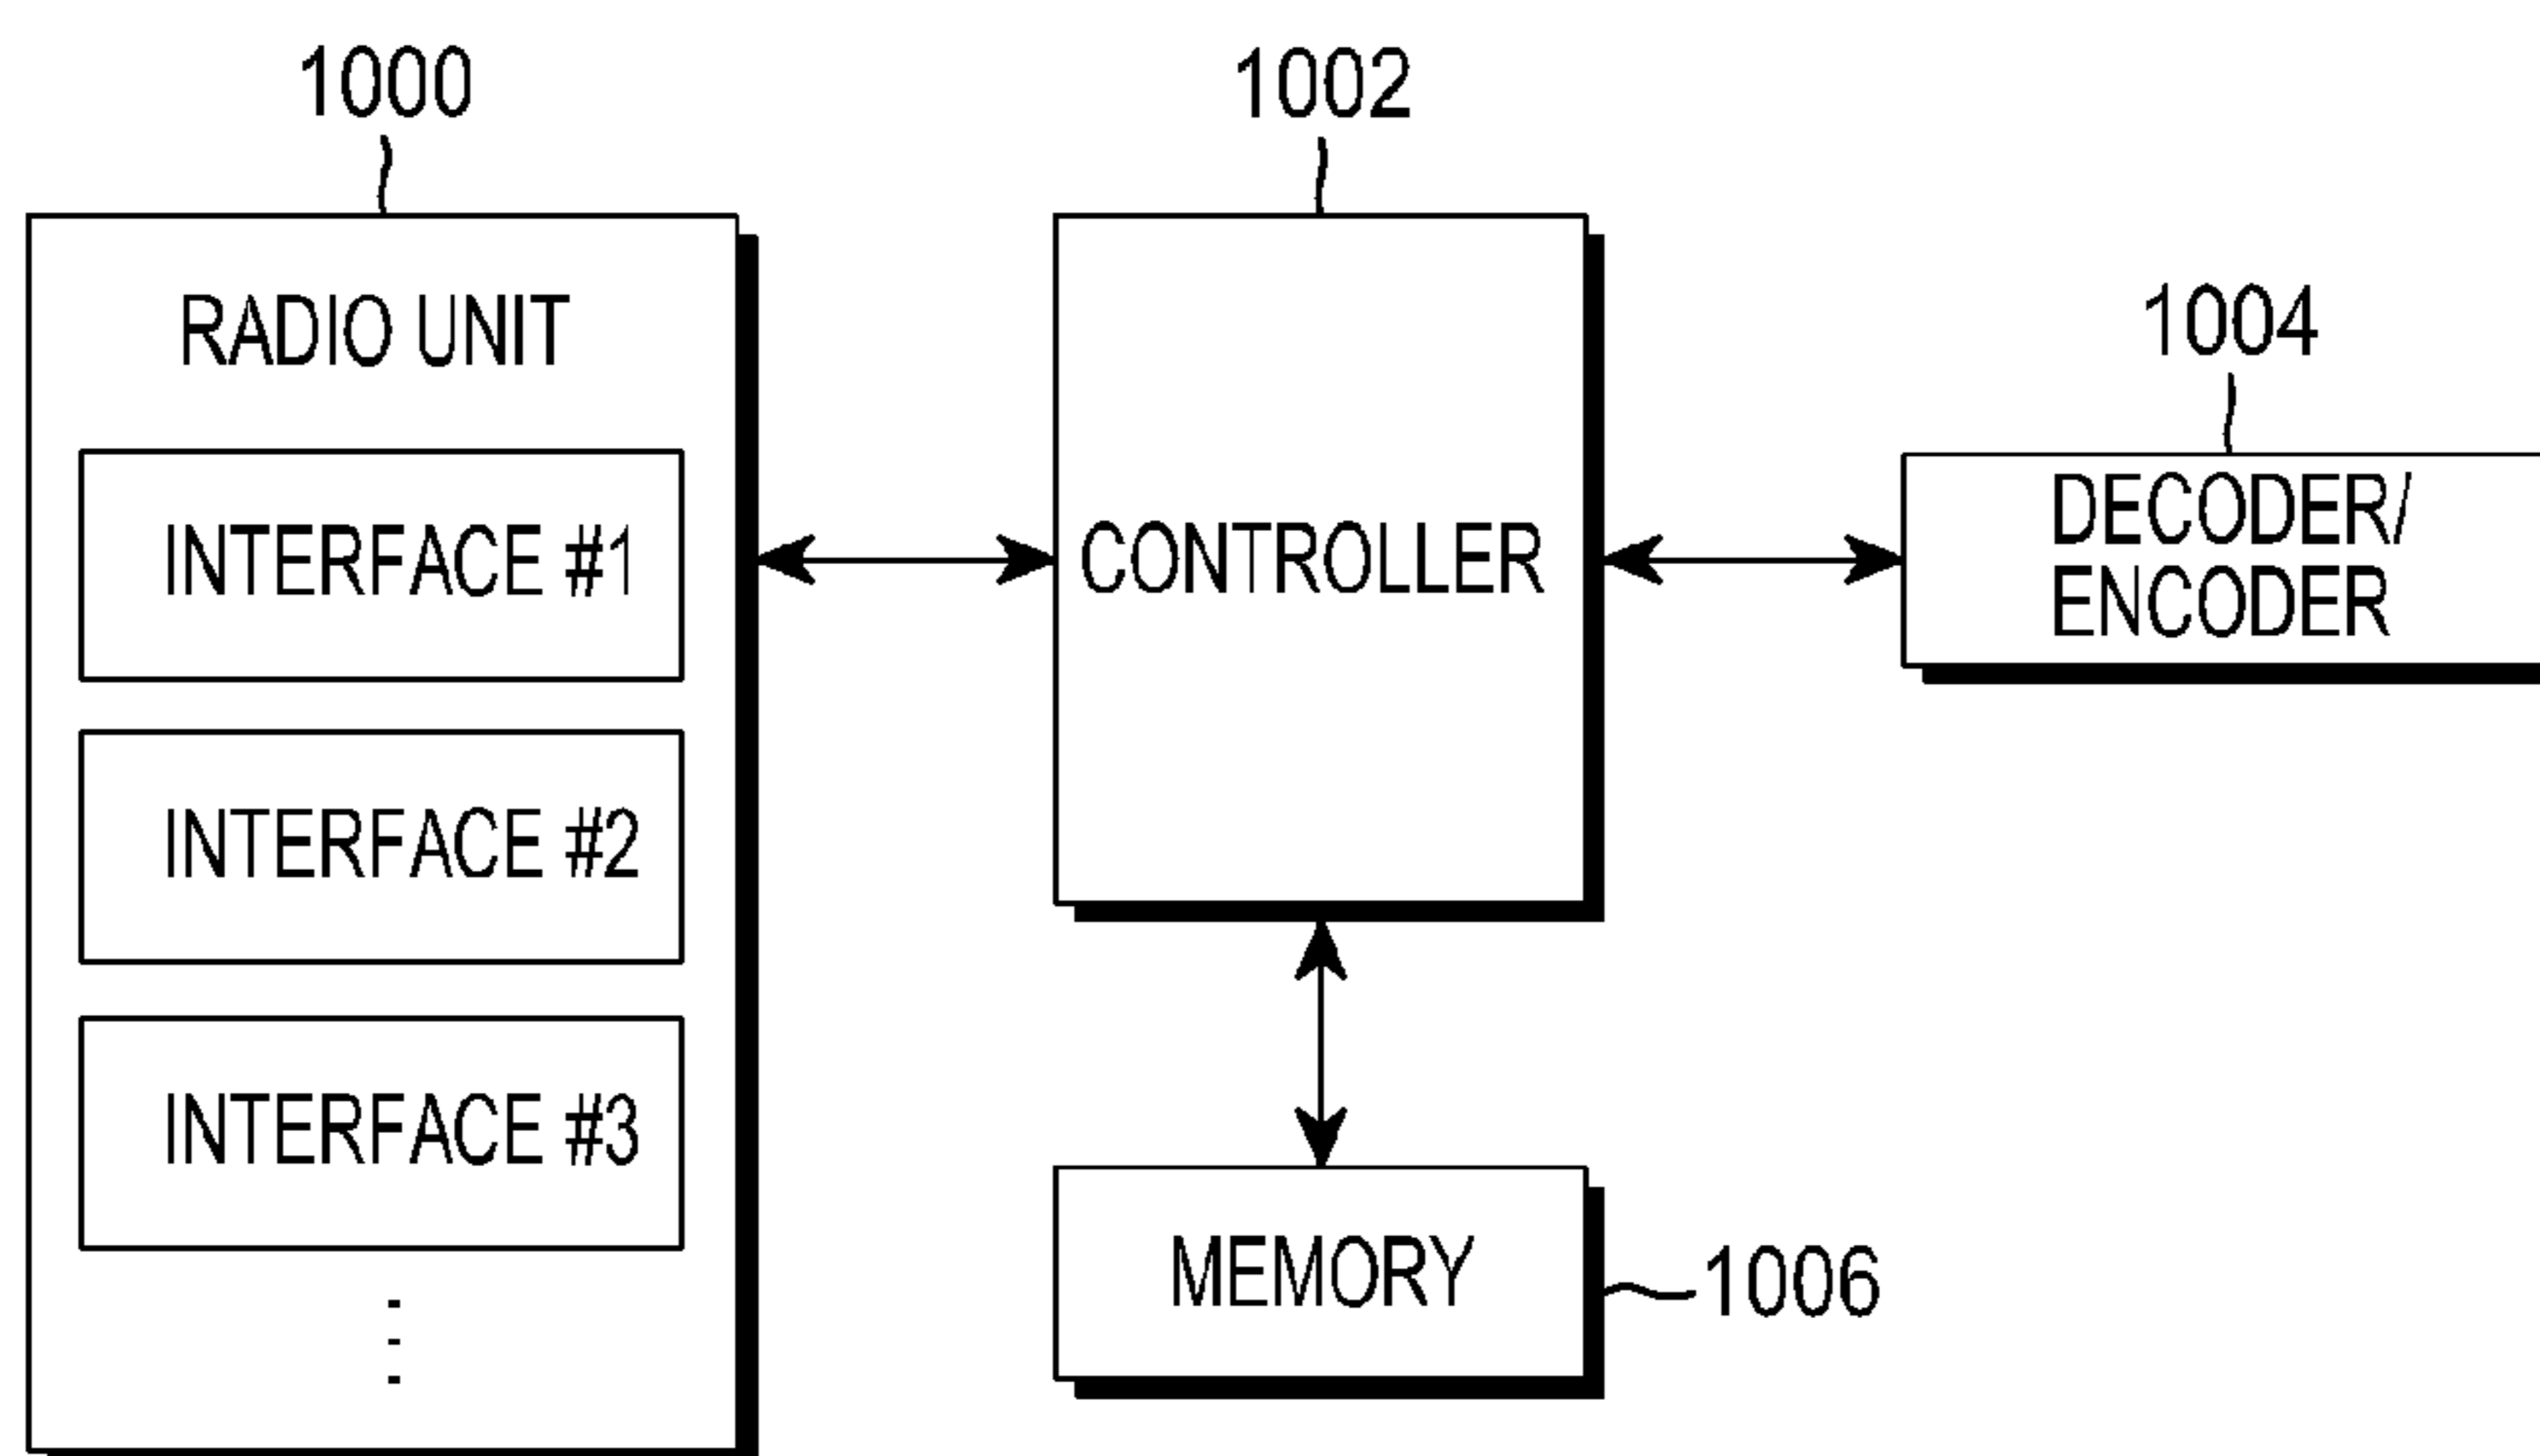 1000
1002
1004
RADIO UNIT
INTERFACE #1
INTERFACE #2
INTERFACE #3
CONTROLLER
DECODER/
ENCODER
MEMORY
1006